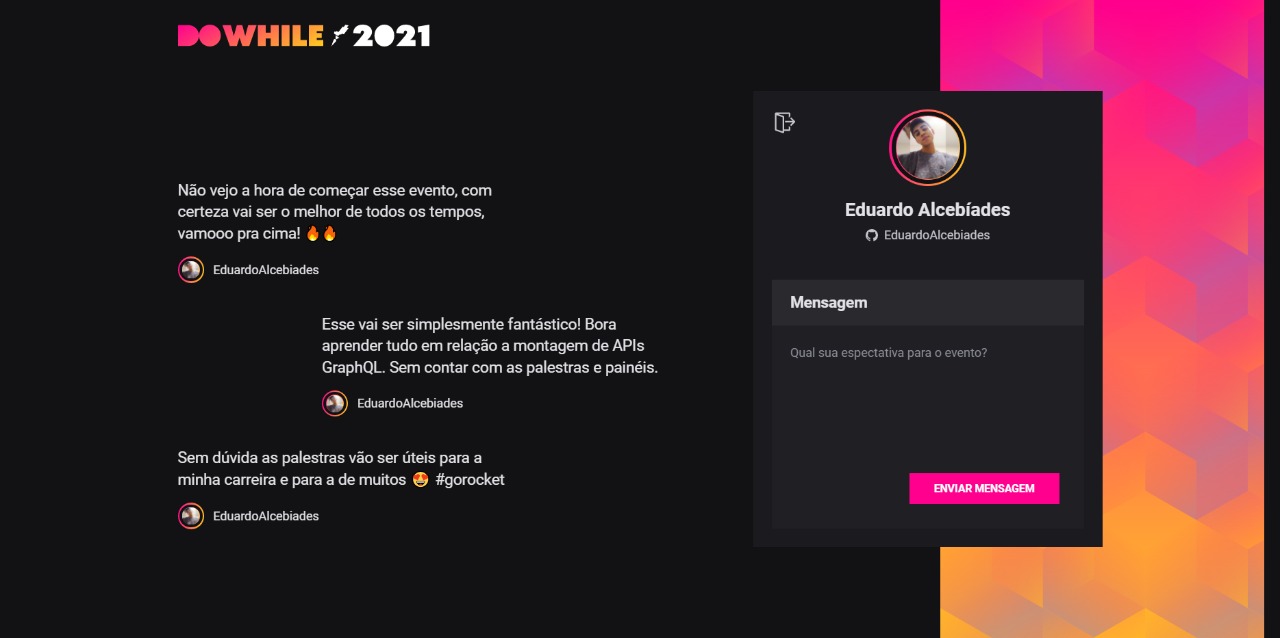 DOWHILE 2021
Não vejo a hora de começar esse evento, com
certeza vai ser o melhor de todos os tempos,
vamooo pra cima! 🔥🔥
EduardoAlcebiades
Esse vai ser simplesmente fantástico! Bora
aprender tudo em relação a montagem de APIs
GraphQL. Sem contar com as palestras e painéis.
EduardoAlcebiades
Sem dúvida as palestras vão ser úteis para a
minha carreira e para a de muitos 😍 #gorocket
EduardoAlcebiades
Eduardo Alcebíades
EduardoAlcebiades
Mensagem
Qual sua espectativa para o evento?
ENVIAR MENSAGEM